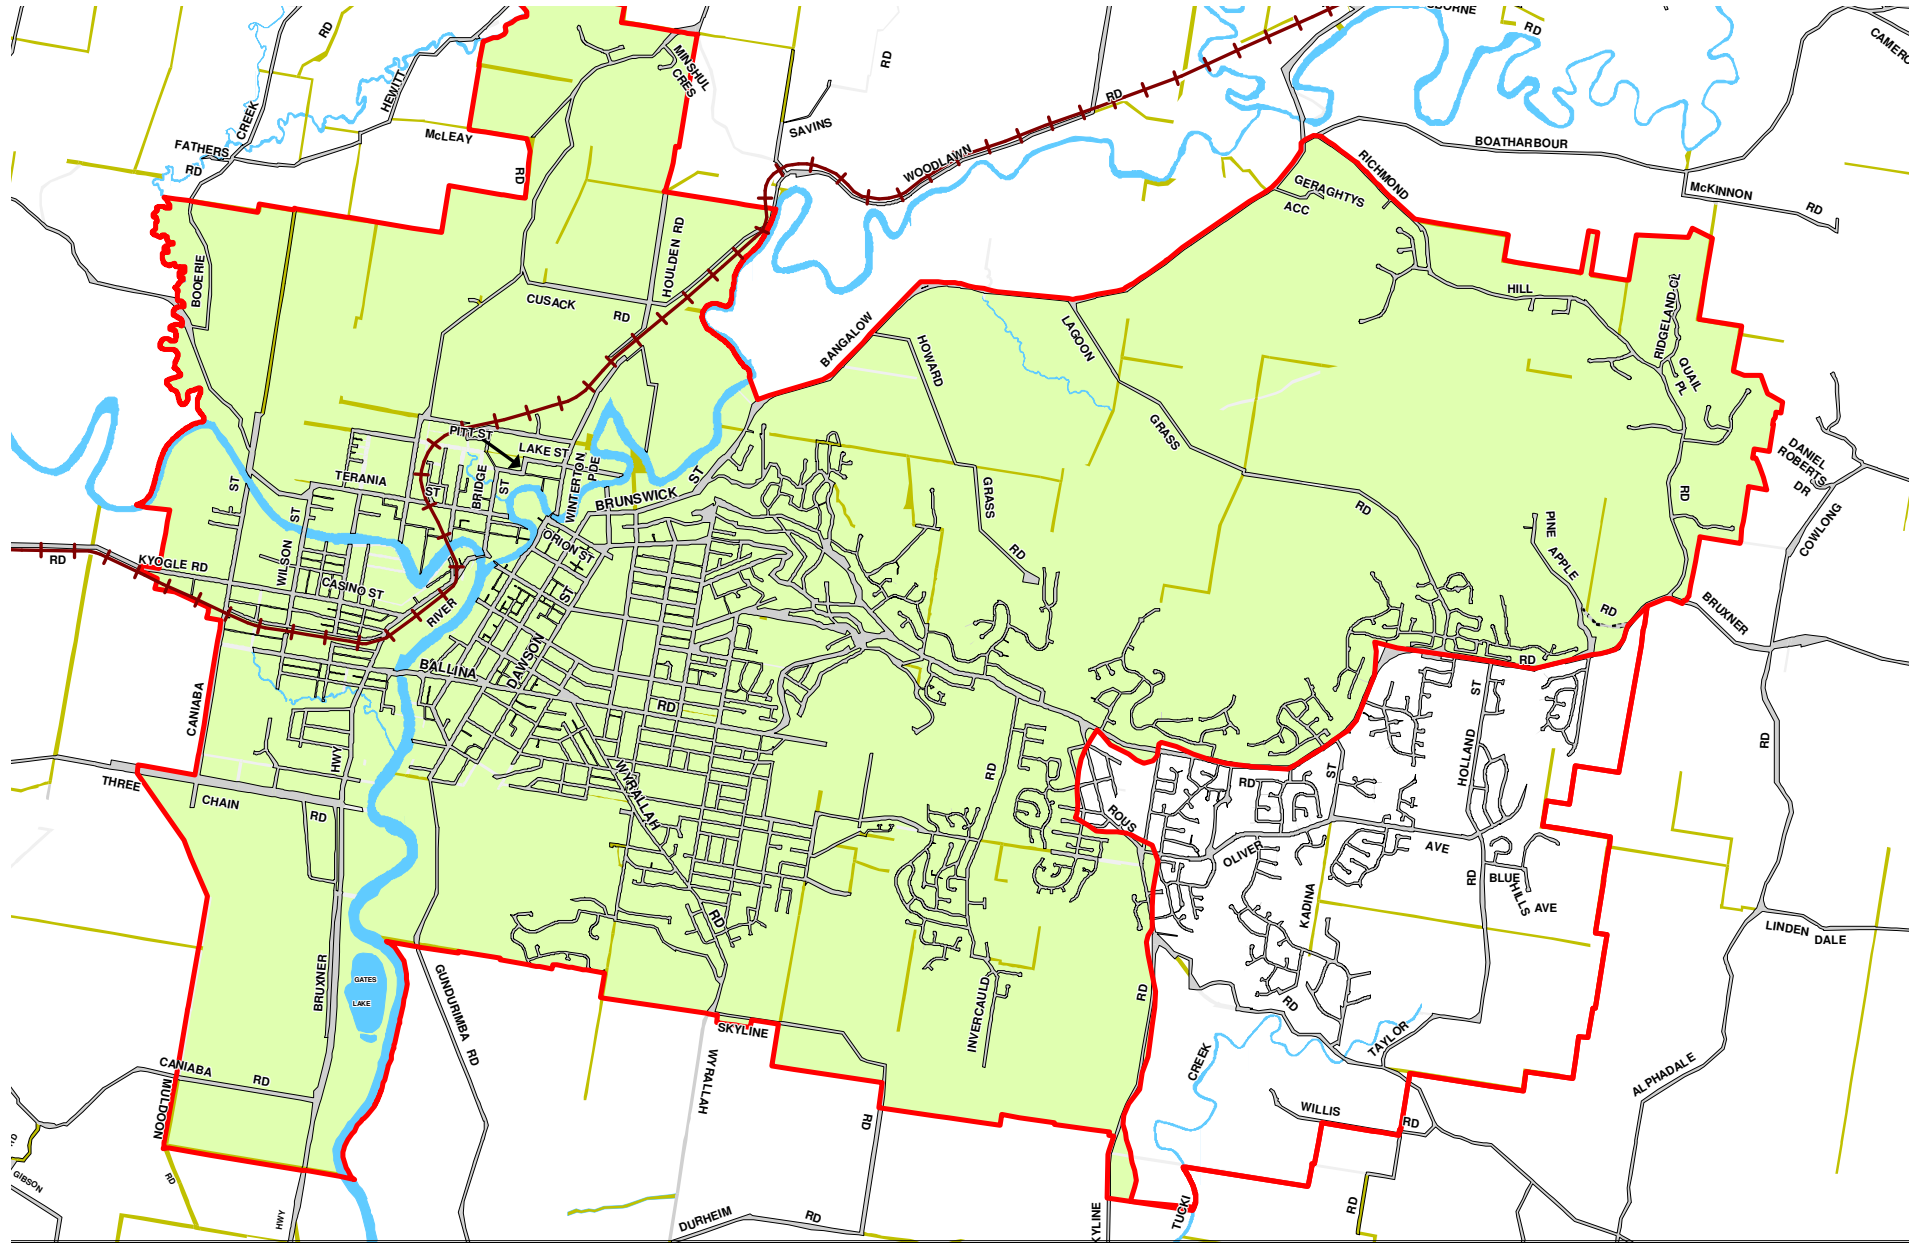 RD
HEWITT
CREEK
FATHERS
RD
McLEAY
RD
MINSHUL
CRES
SAVINS
RD
RD
WOODLAWN
RD
CAMERO
BOATHARBOUR
McKINNON
RD
RICHMOND
GERAGHTYS
ACC
HILL
RIDGELAND CL
QUAIL
PL
BOOERIE
HOULDEN RD
CUSACK
RD
BANGALOW
HOWARD
LAGOON
GRASS
GRASS
RD
RD
PITT ST
LAKE ST
TERANIA
ST
BRIDGE
ST
WINTERTON
PDE
BRUNSWICK
ST
ST
ST
WILSON
ORION ST
ST
DAWSON
RD
KYOGLE RD
CASINO ST
RIVER
BALLINA
RD
CANIABA
HWY
THREE
CHAIN
RD
WYRALLAH
RD
PINE
APPLE
RD
RD
RD
DANIEL
ROBERTS
DR
COWLONG
BRUXNER
RD
ST
HOLLAND
RD
ST
RD
ROUS
OLIVER
AVE
RD
BLUE
HILLS
AVE
KADINA
LINDEN
DALE
RD
RD
RD
TAYLOR
CREEK
WILLIS
RD
ALPHADALE
RD
TUCKI
INVERCAULD
GATES
LAKE
BRUXNER
GUNDURIMBA RD
SKYLINE
WYRALLAH
RD
CANIABA
RD
MULDOON
RD
GIBSON
HWY
DURHEIM
RD
KYLINE